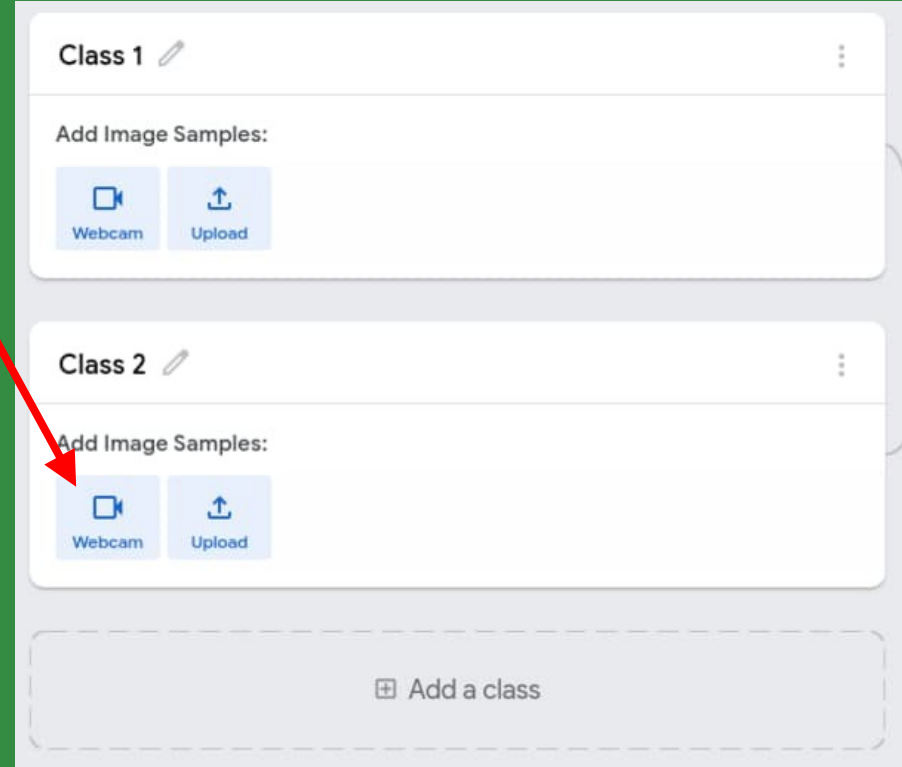 Class 1
Add Image Samples:
Webcam Upload
Class 2
Add Image Samples:
Webcam Upload
Add a class